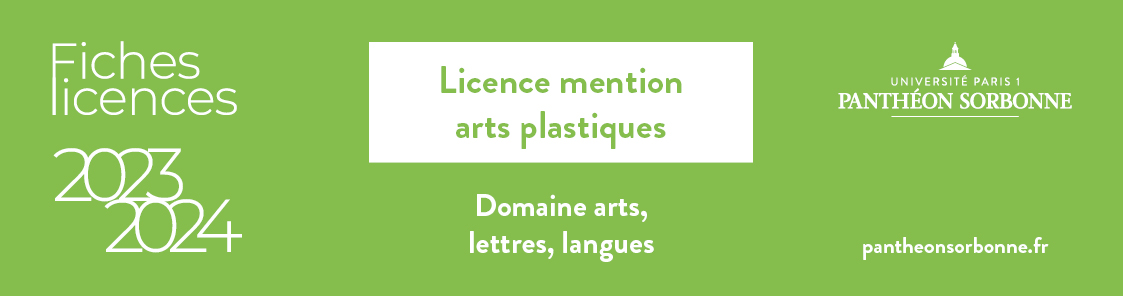 Fiches
licences
2023
2024
Licence mention
arts plastiques
Domaine arts,
lettres, langues
UNIVERSITÉ PARIS 1
PANTHÉON SORBONNE
pantheonsorbonne.fr